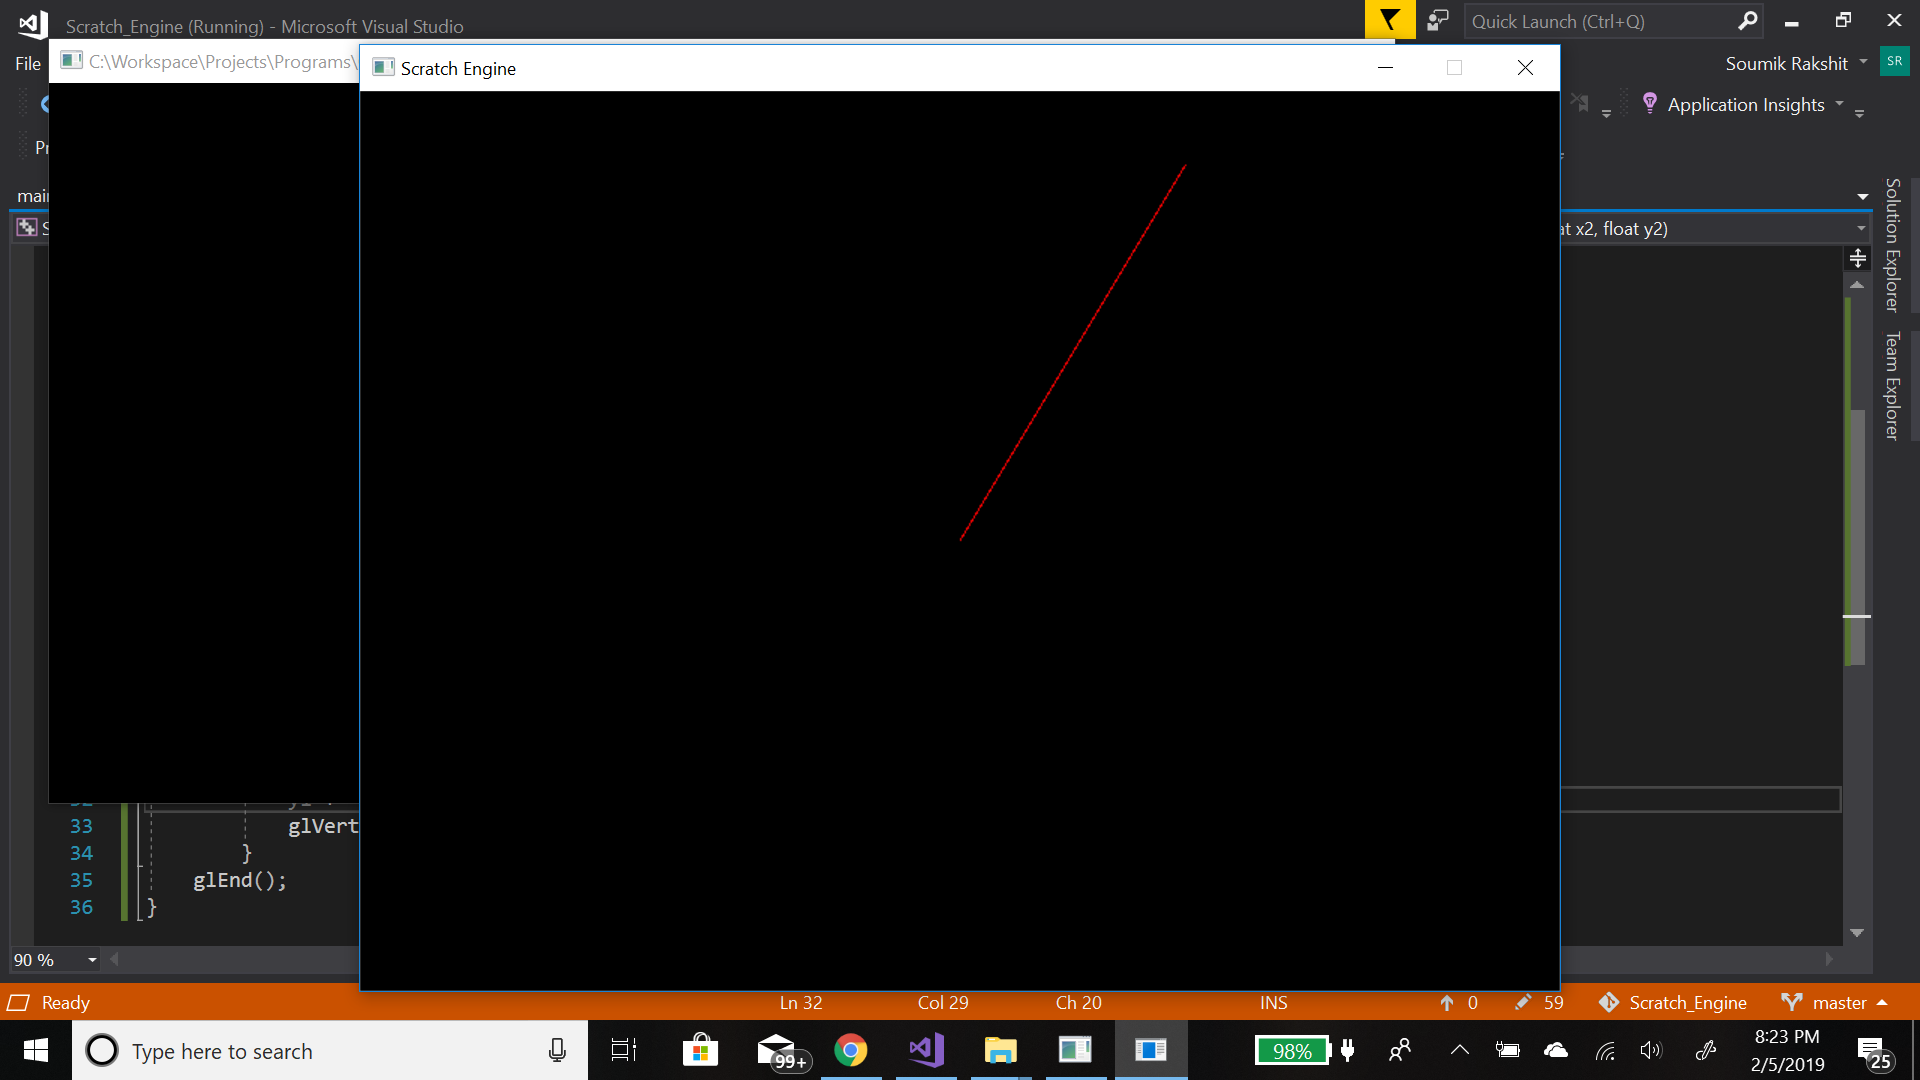 Scratch_Engine (Running) - Microsoft Visual Studio
Quick Launch (Ctrl+Q)
File
C:\Workspace\Projects\Programs\
Scratch Engine
Soumik Rakshit
SR
Application Insights
at x2, float y2)
Solution Explorer
Team Explorer
33 glVert
34 }
35 glEnd();
36 }
90 %
Ready
Ln 32
Col 29
Ch 20
INS
0
59
Scratch_Engine
master
Type here to search
99+
98%
8:23 PM
2/5/2019
25